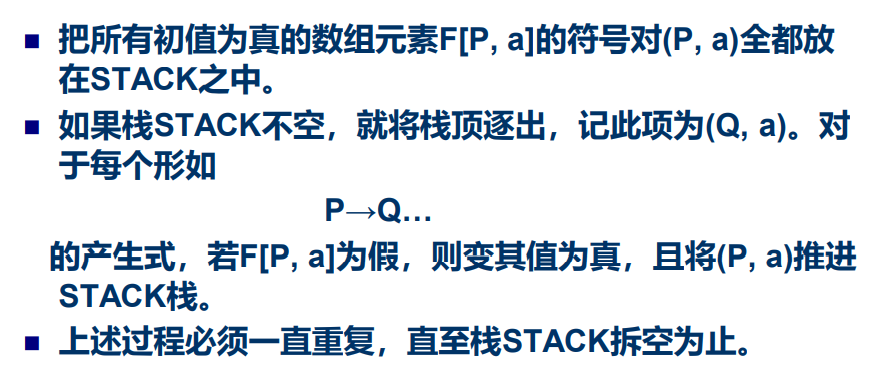 ■ 把所有初值为真的数组元素F[P, a]的符号对(P, a)全都放
在STACK之中。
■ 如果栈STACK不空，就将栈顶逐出，记此项为(Q, a)。对
于每个形如
P→Q…
的产生式，若F[P, a]为假，则变其值为真，且将(P, a)推进
STACK栈。
■ 上述过程必须一直重复，直至栈STACK拆空为止。